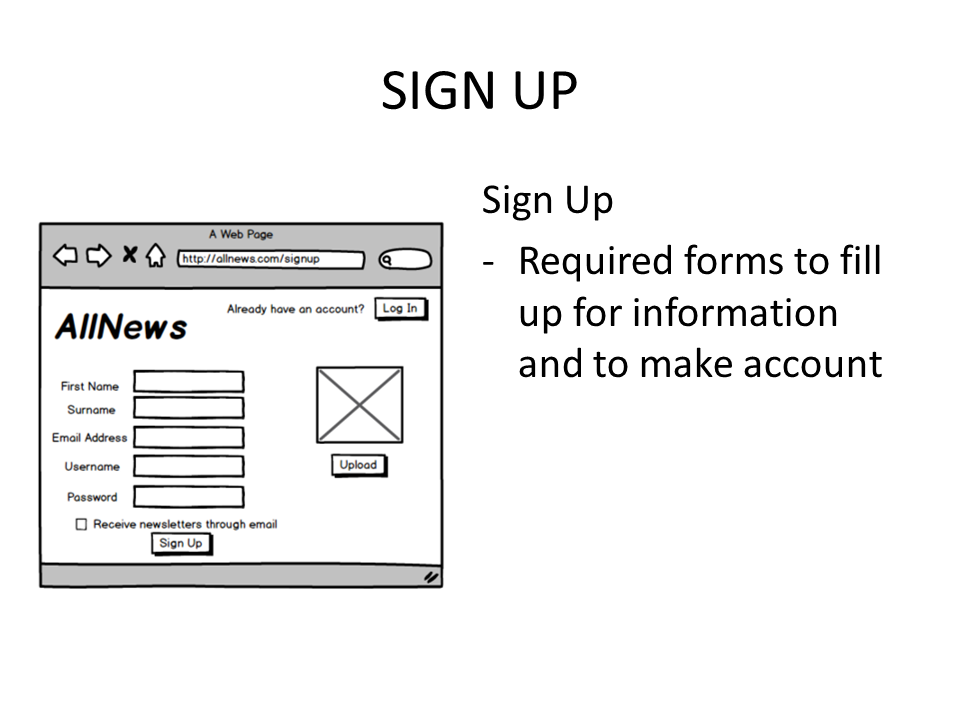 SIGN UP
Sign Up
- Required forms to fill
up for information
and to make account
A Web Page
http://allnews.com/signup
Already have an account? Log In
AllNews
First Name
Surname
Email Address
Username
Password
Upload
Receive newsletters through email
Sign Up